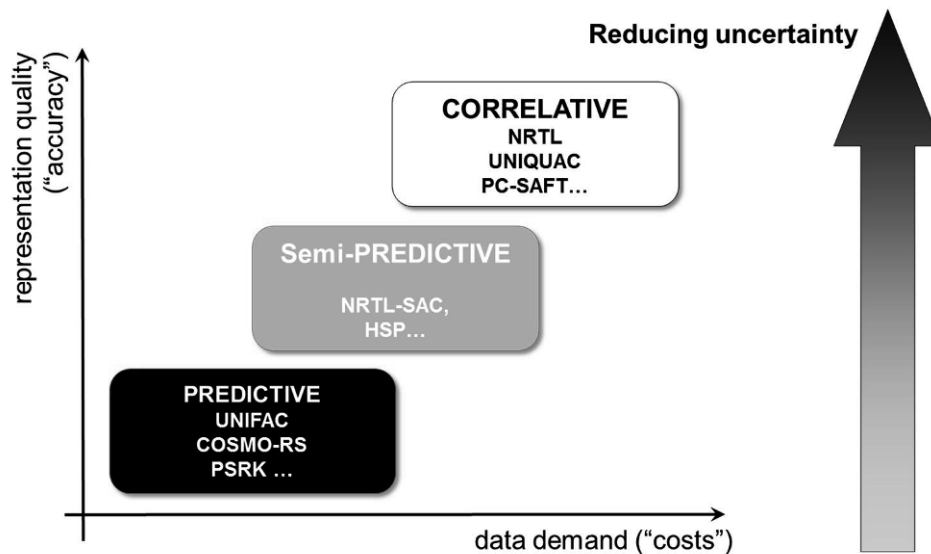 Reducing uncertainty
representation quality
(“accuracy”)
CORRELATIVE
NRTL
UNIQUAC
PC-SAFT…
Semi-PREDICTIVE
NRTL-SAC,
HSP…
PREDICTIVE
UNIFAC
COSMO-RS
PSRK …
data demand (“costs”)